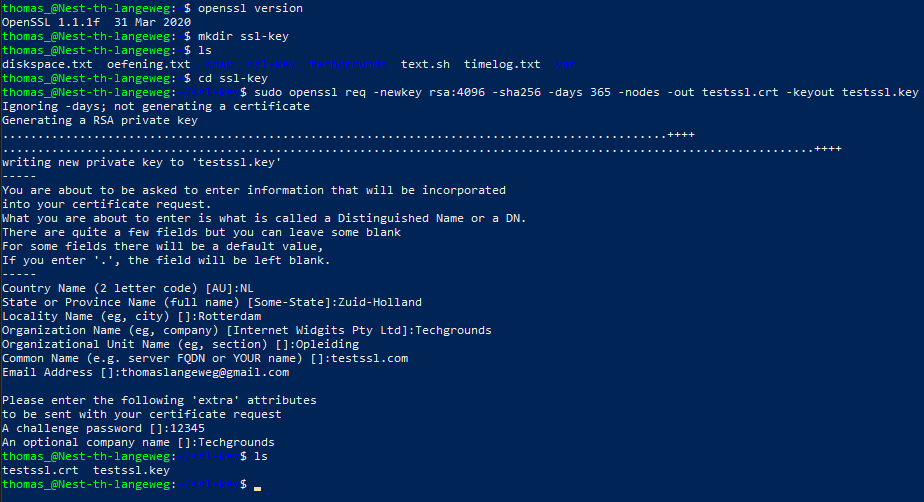 thomas_@Nest-th-langeweg:~$ openssl version
OpenSSL 1.1.1f  31 Mar 2020
thomas_@Nest-th-langeweg:~$ mkdir ssl-key
thomas_@Nest-th-langeweg:~$ ls
diskspace.txt  oefening.txt  ssl-key  techgrounds  text.sh  timelog.txt
thomas_@Nest-th-langeweg:~$ cd ssl-key
thomas_@Nest-th-langeweg:~/ssl-key$ sudo openssl req -newkey rsa:4096 -sha256 -days 365 -nodes -out testssl.crt -keyout testssl.key
Ignoring -days; not generating a certificate
Generating a RSA private key
...............................................................................................++++
....................................................................................................................++++
writing new private key to 'testssl.key'
-----
You are about to be asked to enter information that will be incorporated
into your certificate request.
What you are about to enter is what is called a Distinguished Name or a DN.
There are quite a few fields but you can leave some blank
For some fields there will be a default value,
If you enter '.', the field will be left blank.
-----
Country Name (2 letter code) [AU]:NL
State or Province Name (full name) [Some-State]:Zuid-Holland
Locality Name (eg, city) []:Rotterdam
Organization Name (eg, company) [Internet Widgits Pty Ltd]:Techgrounds
Organizational Unit Name (eg, section) []:Opleiding
Common Name (e.g. server FQDN or YOUR name) []:testssl.com
Email Address []:thomaslangeweg@gmail.com

Please enter the following 'extra' attributes
to be sent with your certificate request
A challenge password []:12345
An optional company name []:Techgrounds
thomas_@Nest-th-langeweg:~/ssl-key$ ls
testssl.crt  testssl.key
thomas_@Nest-th-langeweg:~/ssl-key$